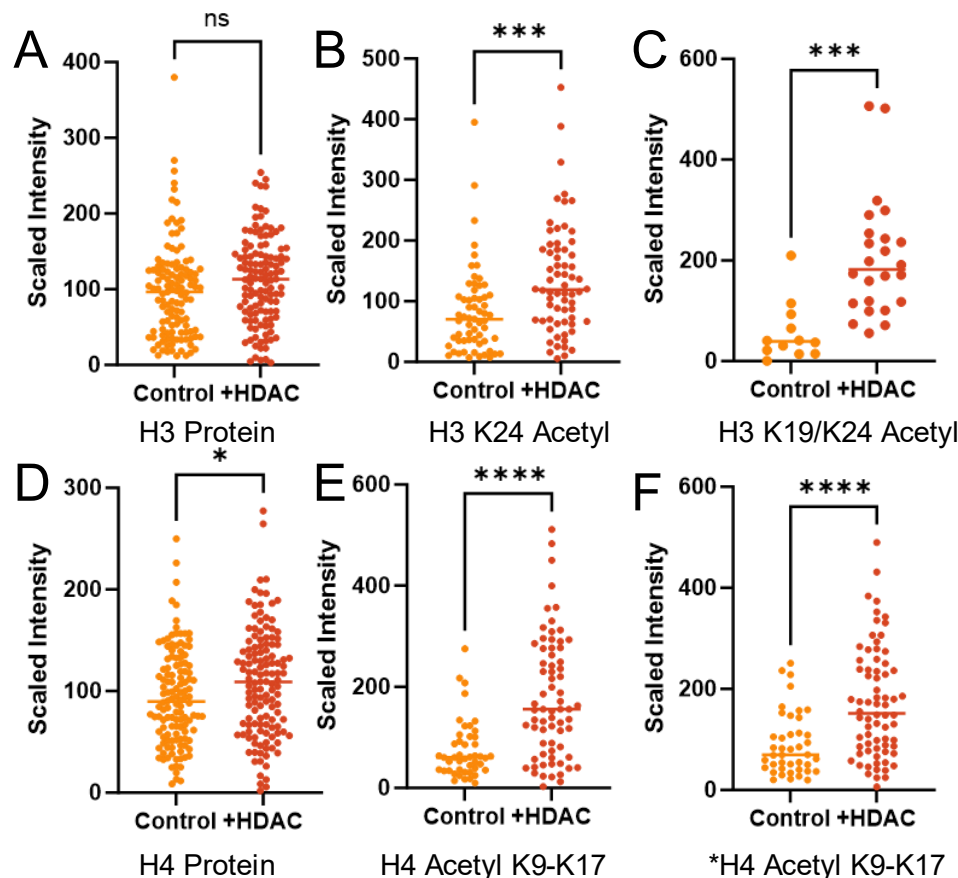 A
ns
400
300
200
100
0
Scaled Intensity
Control +HDAC
H3 Protein
B
***
500
400
300
200
100
0
Scaled Intensity
Control +HDAC
H3 K24 Acetyl
C
***
600
400
200
0
Scaled Intensity
Control +HDAC
H3 K19/K24 Acetyl
D
*
300
200
100
0
Scaled Intensity
Control +HDAC
H4 Protein
E
****
600
400
200
0
Scaled Intensity
Control +HDAC
H4 Acetyl K9-K17
F
****
600
400
200
0
Scaled Intensity
Control +HDAC
*H4 Acetyl K9-K17